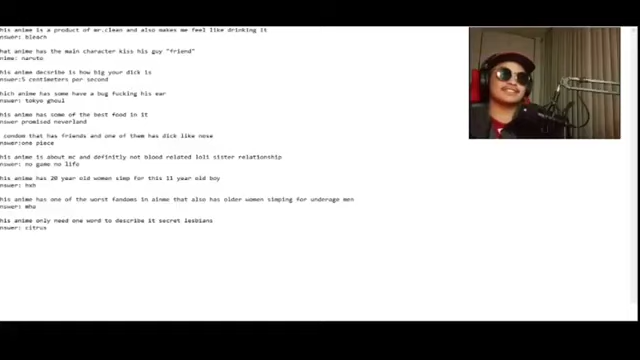 his anime is a product of mr.clean and also makes me feel like drinking it
nswer: bleach
hat anime has the main character kiss his guy "friend"
nime: naruto
his anime decsribe is how big your dick is
nswer:5 centimeters per second
hich anime has some have a bug fucking his ear
nswer: tokyo ghoul
his anime has some of the best food in it
nswer promised neverland
condom that has friends and one of them has dick like nose
nswer:one piece
his anime is about mc and definitly not blood related loli sister relationship
nswer: no game no life
his anime has 20 year old women simp for this 11 year old boy
nswer: hxh
his anime has one of the worst fandoms in ainme that also has older women simping for underage men
nswer: mha
his anime only need one word to describe it secret lesbians
nswer: citrus